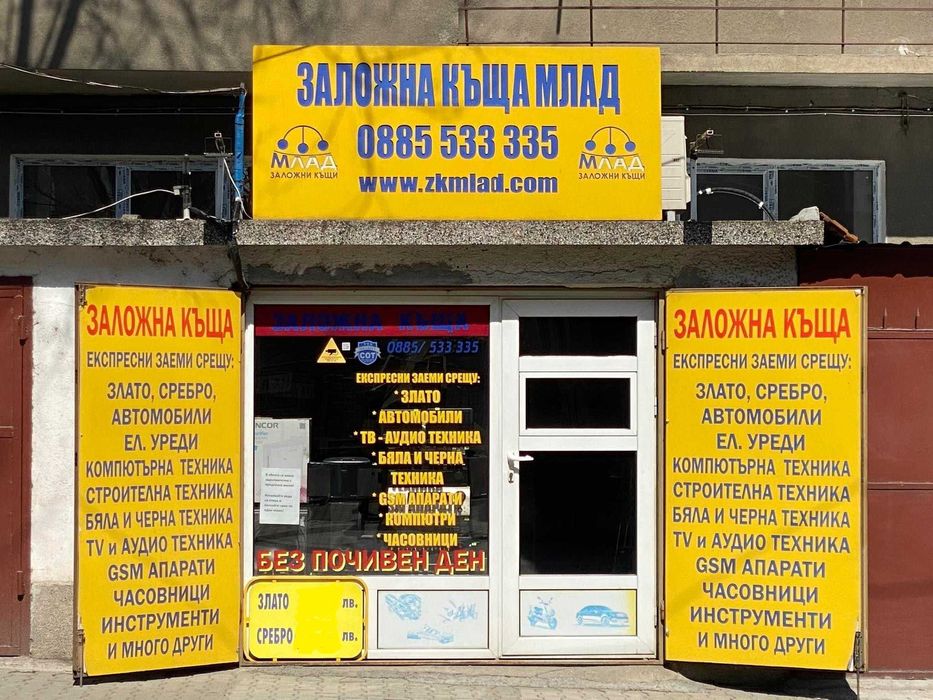 ЗАЛОЖНА КЪЩА МЛАД
0885 533 335
www.zkmlad.com
МЛАД
ЗАЛОЖНИ КЪЩИ
МЛАД
ЗАЛОЖНИ КЪЩИ
ЗАЛОЖНА КЪЩА
ЕКСПРЕСНИ ЗАЕМИ СРЕЩУ:
ЗЛАТО, СРЕБРО,
АВТОМОБИЛИ
ЕЛ. УРЕДИ
КОМПЮТЪРНА ТЕХНИКА
СТРОИТЕЛНА ТЕХНИКА
БЯЛА И ЧЕРНА ТЕХНИКА
TV и АУДИО ТЕХНИКА
GSM АПАРАТИ
ЧАСОВНИЦИ
ИНСТРУМЕНТИ
И МНОГО ДРУГИ
ЗАЛОЖНА КЪЩА
0885/ 533 335
СОТ
ЕКСПРЕСНИ ЗАЕМИ СРЕЩУ:
* ЗЛАТО
* АВТОМОБИЛИ
* ТВ - АУДИО ТЕХНИКА
* БЯЛА И ЧЕРНА
ТЕХНИКА
* GSM АПАРАТИ
* КОМПЮТРИ
* ЧАСОВНИЦИ
БЕЗ ПОЧИВЕН ДЕН
ЗЛАТО лв.
СРЕБРО лв.
ЗАЛОЖНА КЪЩА
ЕКСПРЕСНИ ЗАЕМИ СРЕЩУ:
ЗЛАТО, СРЕБРО,
АВТОМОБИЛИ
ЕЛ. УРЕДИ
КОМПЮТЪРНА ТЕХНИКА
СТРОИТЕЛНА ТЕХНИКА
БЯЛА И ЧЕРНА ТЕХНИКА
TV и АУДИО ТЕХНИКА
GSM АПАРАТИ
ЧАСОВНИЦИ
ИНСТРУМЕНТИ
И МНОГО ДРУГИ